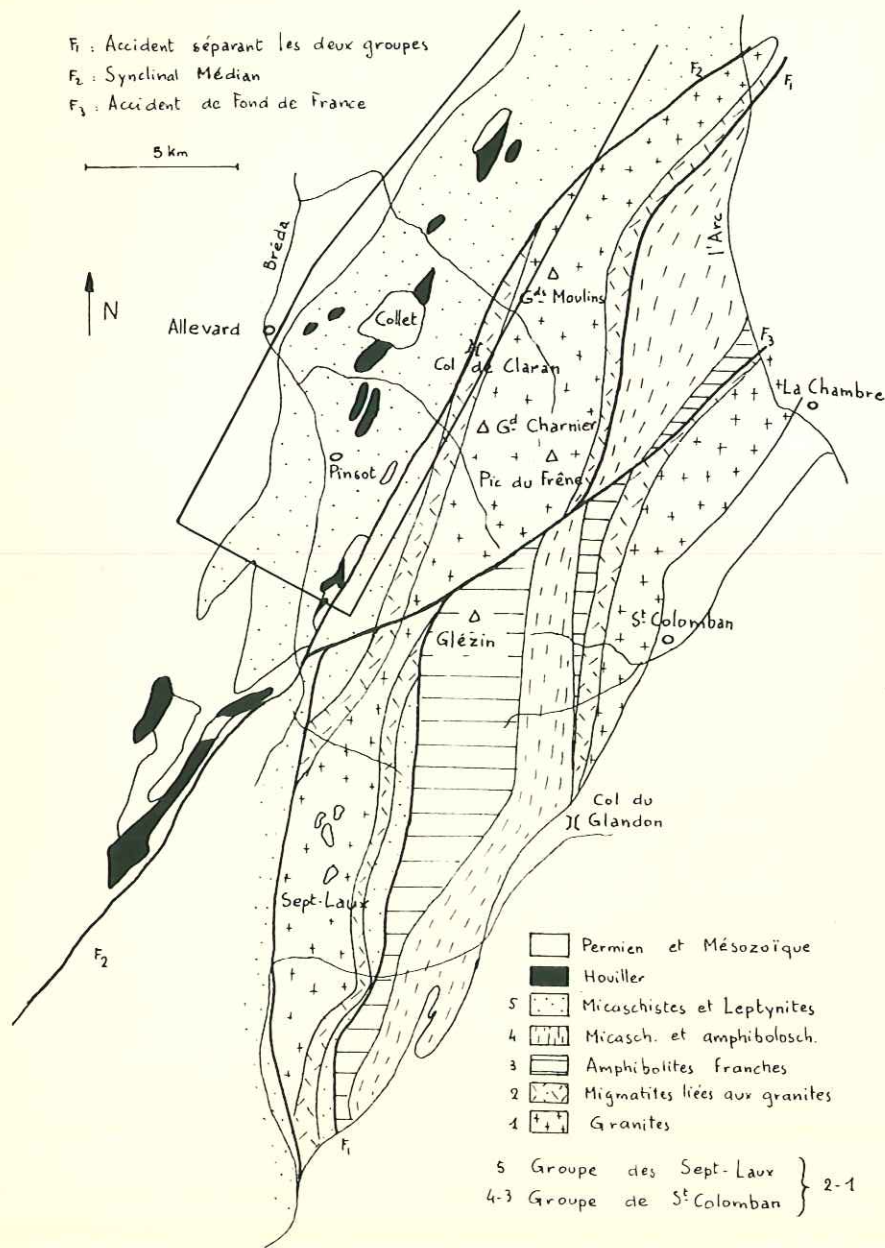 F₁ : Accident séparant les deux groupes
F₂ : Synclinal Médian
F₃ : Accident de Fond de France
5 km
N
F₂
F₁
Bréda
l'Arc
Gᵈˢ Moulins
Allevard
Collet
Col de Claran
F₃
La Chambre
Gᵈ Charnier
Pinsot
Pic du Frêne
Sᵗ Colomban
Glézin
Col du
Glandon
Sept-Laux
F₂
F₁
Permien et Mésozoïque
Houiller
5 Micaschistes et Leptynites
4 Micasch. et amphibolosch.
3 Amphibolites franches
2 Migmatites liées aux granites
1 Granites
5 Groupe des Sept-Laux
4-3 Groupe de Sᵗ Colomban
} 2-1